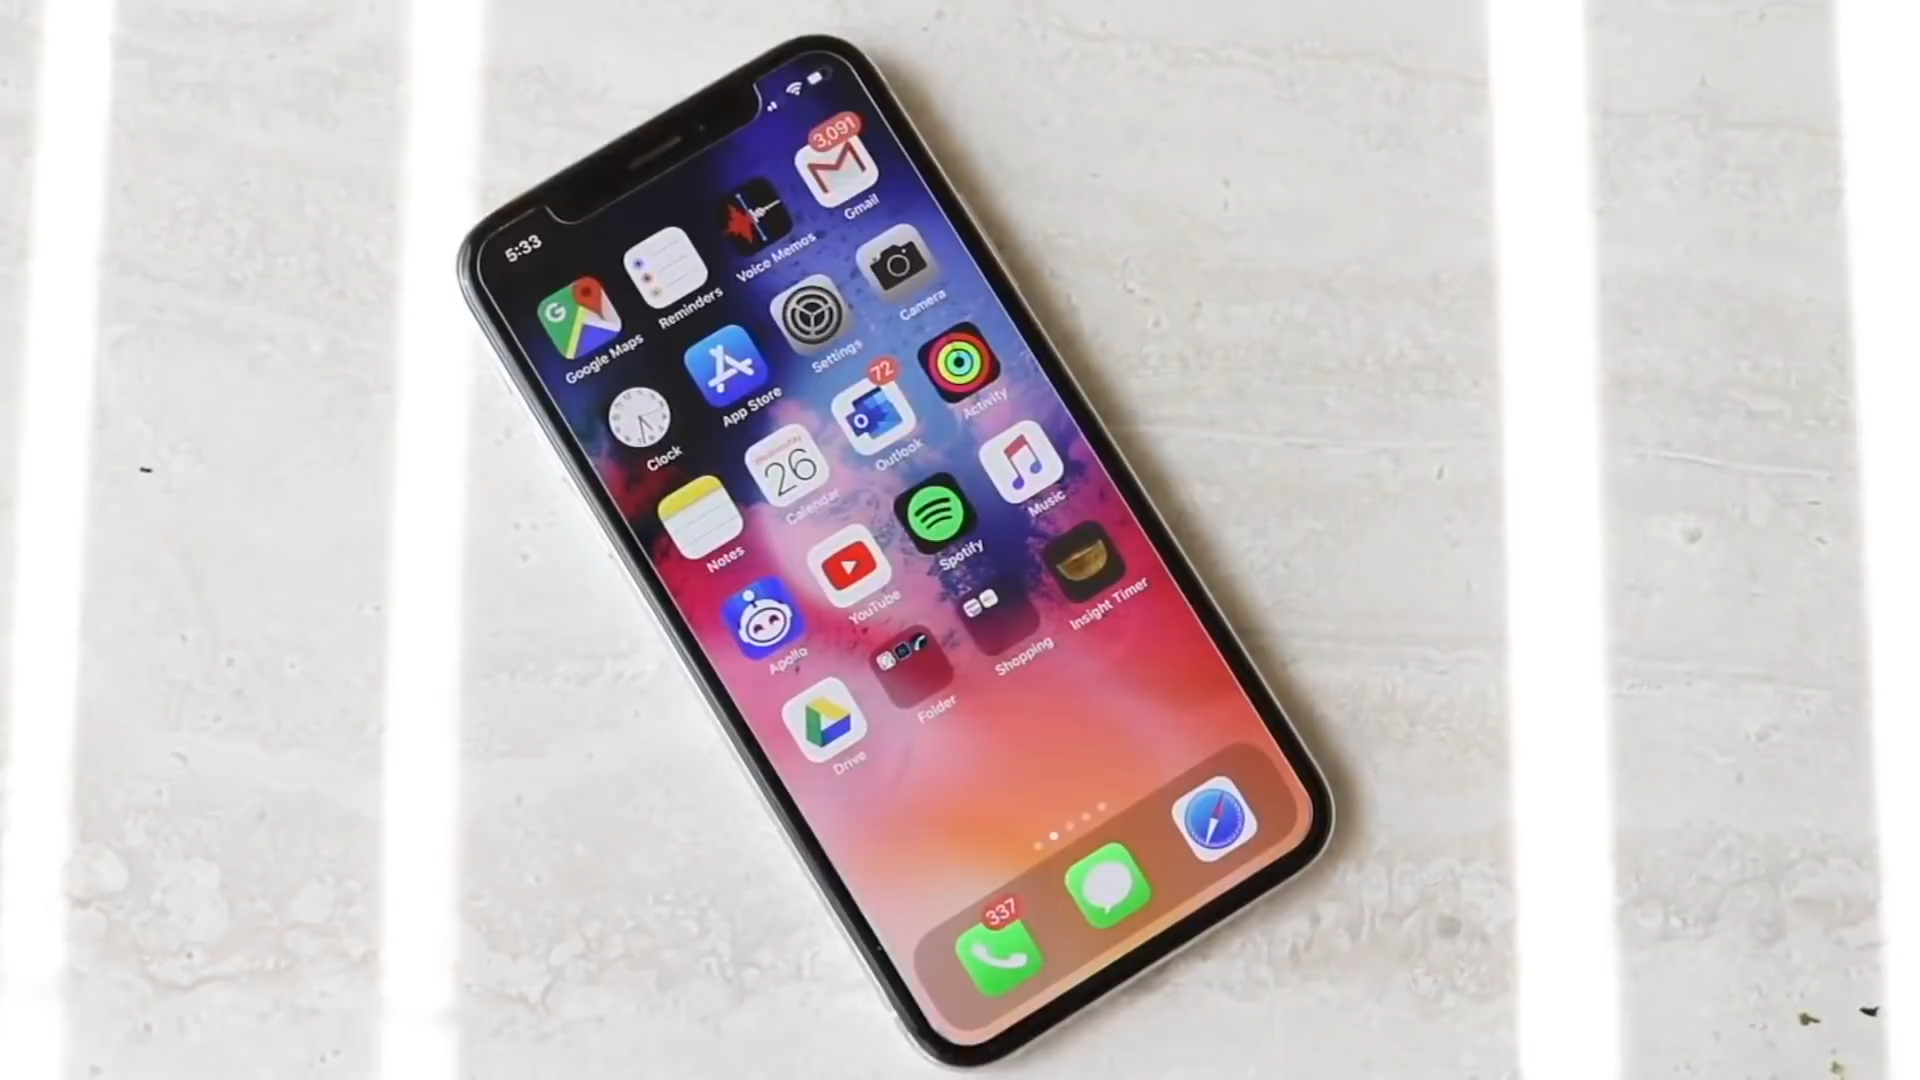 5:33
3,091
Google Maps
Reminders
Voice Memos
Gmail
Clock
App Store
Settings
Camera
72
Notes
Wednesday
26
Calendar
Outlook
Activity
Apollo
YouTube
Spotify
Music
Drive
Folder
Shopping
Insight Timer
337